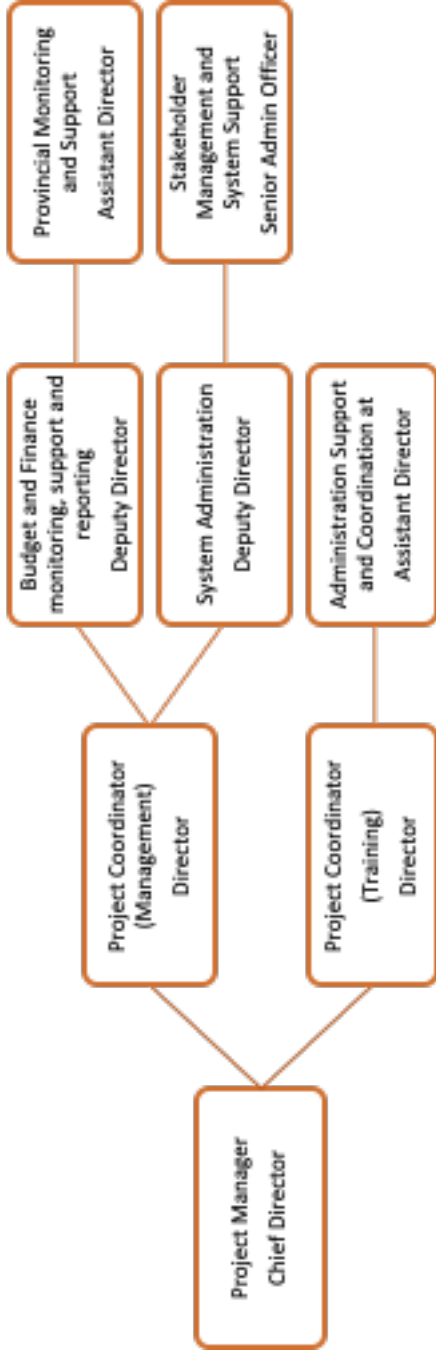 Project Manager
Chief Director
Project Coordinator
(Management)
Director
Project Coordinator
(Training)
Director
Budget and Finance
monitoring, support and
reporting
Deputy Director
System Administration
Deputy Director
Administration Support
and Coordination at
Assistant Director
Provincial Monitoring
and Support
Assistant Director
Stakeholder
Management and
System Support
Senior Admin Officer